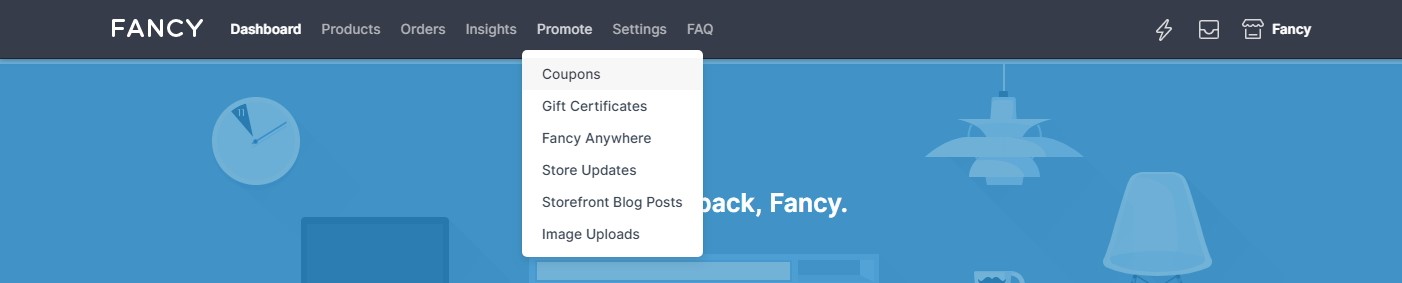 FANCY Dashboard Products Orders Insights Promote Settings FAQ Fancy
Coupons
Gift Certificates
Fancy Anywhere
Store Updates
Storefront Blog Posts
Image Uploads
back, Fancy.